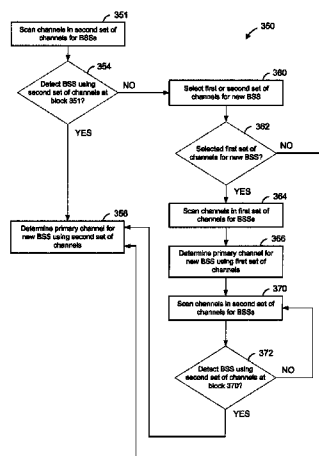 351
Scan channels in second set of
channels for BSSes
350
354
Detect BSS using
second set of channels at
block 351?
NO
YES
360
Select first or second set of
channels for new BSS
362
Selected first set of
channels for new BSS?
NO
YES
364
Scan channels in first set of
channels for BSSes
356
Determine primary channel for
new BSS using second set of
channels
366
Determine primary channel for
new BSS using first set of
channels
370
Scan channels in second set of
channels for BSSes
372
Detect BSS using
second set of channels at
block 370?
NO
YES